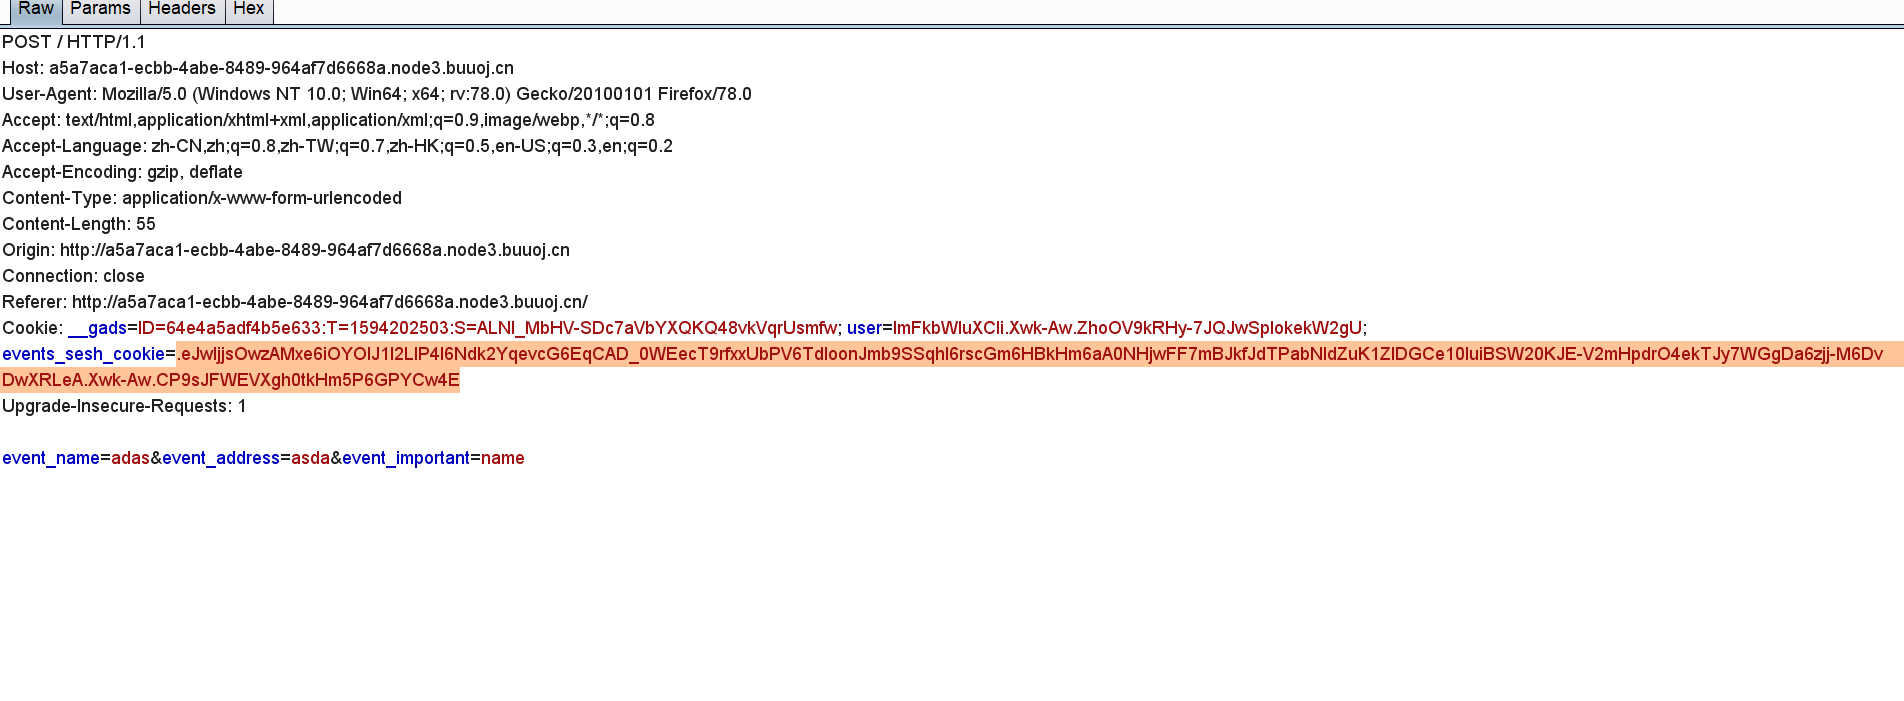 Raw Params Headers Hex
POST / HTTP/1.1
Host: a5a7aca1-ecbb-4abe-8489-964af7d6668a.node3.buuoj.cn
User-Agent: Mozilla/5.0 (Windows NT 10.0; Win64; x64; rv:78.0) Gecko/20100101 Firefox/78.0
Accept: text/html,application/xhtml+xml,application/xml;q=0.9,image/webp,*/*;q=0.8
Accept-Language: zh-CN,zh;q=0.8,zh-TW;q=0.7,zh-HK;q=0.5,en-US;q=0.3,en;q=0.2
Accept-Encoding: gzip, deflate
Content-Type: application/x-www-form-urlencoded
Content-Length: 55
Origin: http://a5a7aca1-ecbb-4abe-8489-964af7d6668a.node3.buuoj.cn
Connection: close
Referer: http://a5a7aca1-ecbb-4abe-8489-964af7d6668a.node3.buuoj.cn/
Cookie: __gads=ID=64e4a5adf4b5e633:T=1594202503:S=ALNI_MbHV-SDc7aVbYXQKQ48vkVqrUsmfw; user=ImFkbWluXCIi.Xwk-Aw.ZhoOV9kRHy-7JQJwSplokekW2gU;
events_sesh_cookie=.eJwljjsOwzAMxe6iOYOlJ1l2LlP4I6Ndk2YqevcG6EqCAD_0WEecT9rfxxUbPV6TdloonJmb9SSqhI6rscGm6HBkHm6aA0NHjwFF7mBJkfJdTPabNIdZuK1ZIDGCe10IuiBSW20KJE-V2mHpdrO4ekTJy7WGgDa6zjj-M6Dv
DwXRLeA.Xwk-Aw.CP9sJFWEVXgh0tkHm5P6GPYCw4E
Upgrade-Insecure-Requests: 1
event_name=adas&event_address=asda&event_important=name